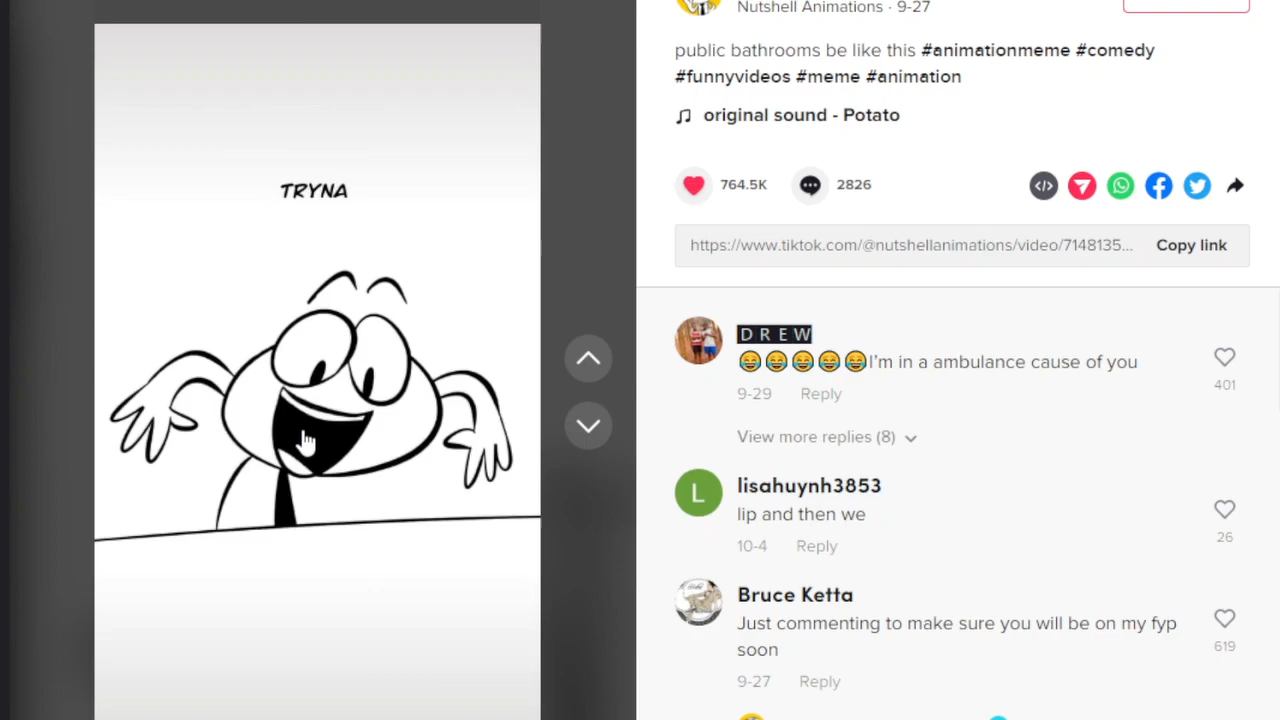 TRYNA
Nutshell Animations · 9-27
public bathrooms be like this #animationmeme #comedy
#funnyvideos #meme #animation
original sound - Potato
764.5K
2826
https://www.tiktok.com/@nutshellanimations/video/7148135...
Copy link
D R E W
😂😂😂😂😂I'm in a ambulance cause of you
401
9-29 Reply
View more replies (8)
L
lisahuynh3853
lip and then we
26
10-4 Reply
Bruce Ketta
Just commenting to make sure you will be on my fyp
soon
619
9-27 Reply